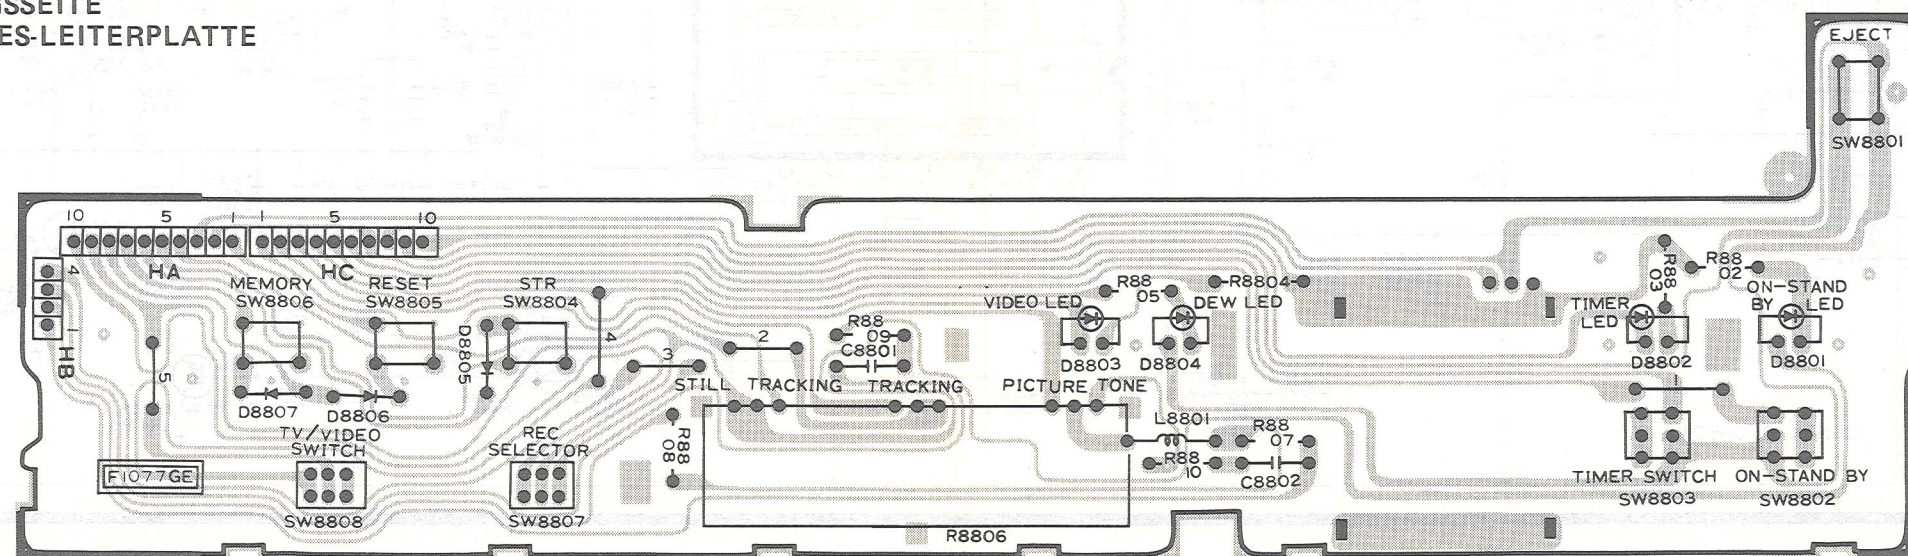 GSSEITE
ES-LEITERPLATTE
EJECT
SW8801
10 5 1 1 5 10
HA HC
4
1
HB
MEMORY
SW8806
RESET
SW8805
STR
SW8804
D8805
5
4
3
2
D8807
D8806
TV/VIDEO
SWITCH
SW8808
REC
SELECTOR
SW8807
F1077GE
R88
08
R88
09
C8801
STILL TRACKING TRACKING PICTURE TONE
R8806
VIDEO LED
R88
05
DEW LED
R8804
D8803
D8804
L8801
R88
10
R88
07
C8802
R88
03
R88
02
TIMER
LED
D8802
ON-STAND
BY LED
D8801
1
TIMER SWITCH
SW8803
ON-STAND BY
SW8802